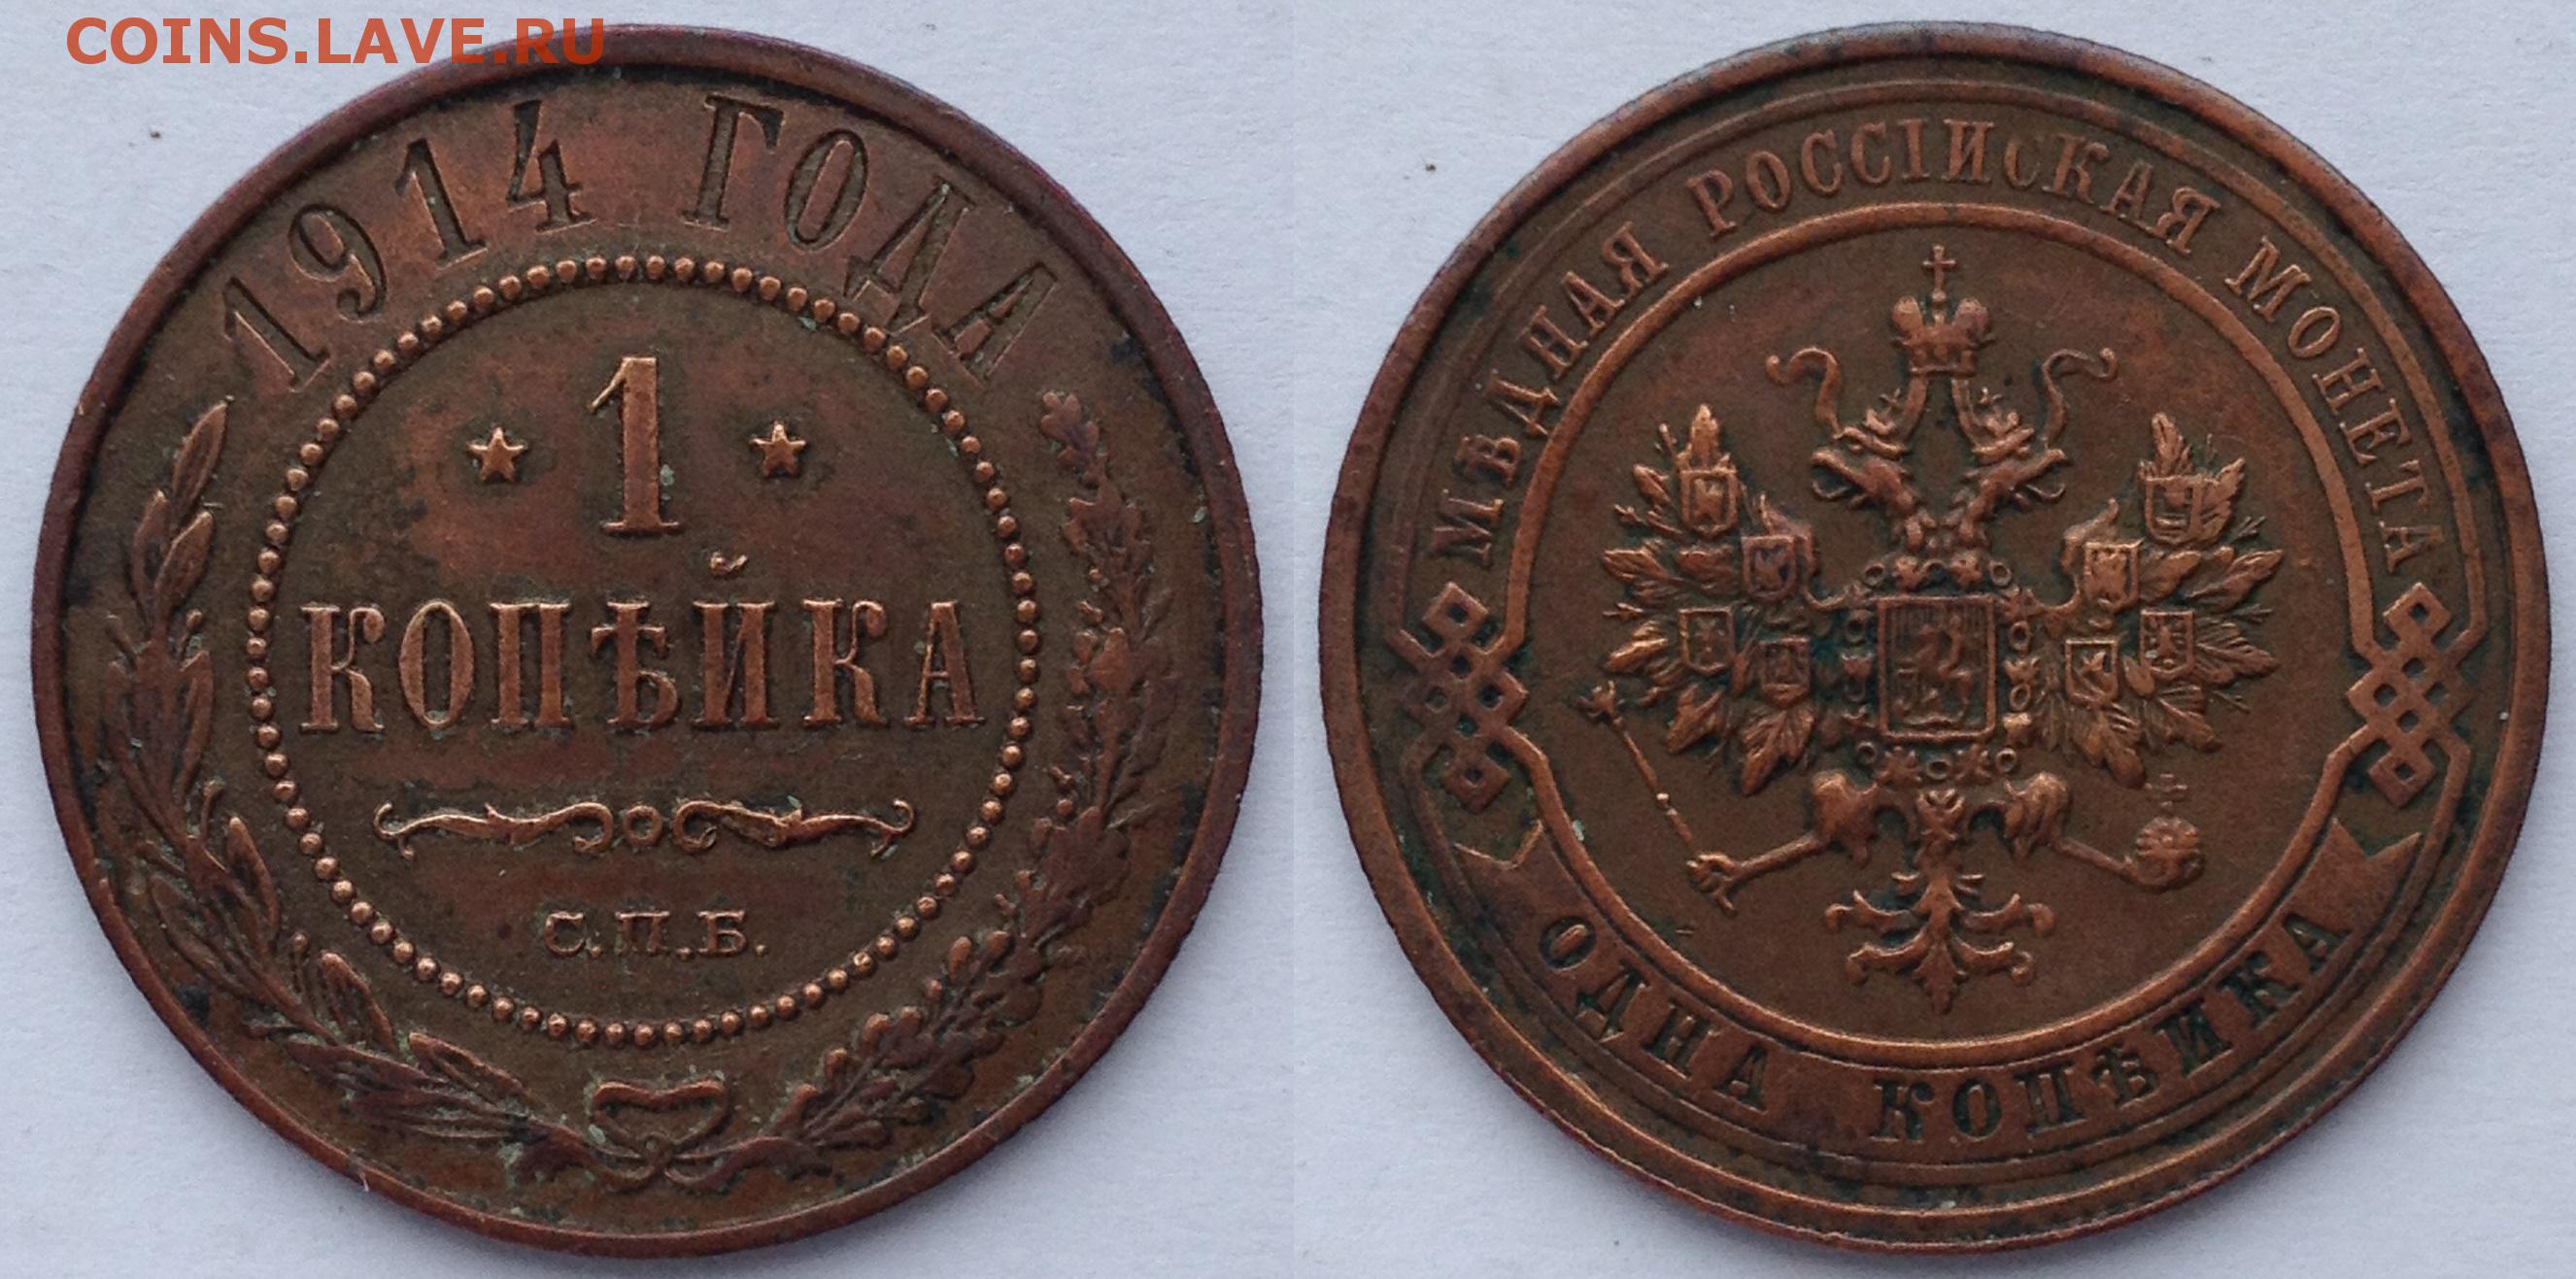 COINS.LAVE.RU
1914 ГОДА
1
КОПѢЙКА
С.П.Б.
МѢДНАЯ РОССІЙСКАЯ МОНЕТА
ОДНА КОПѢЙКА